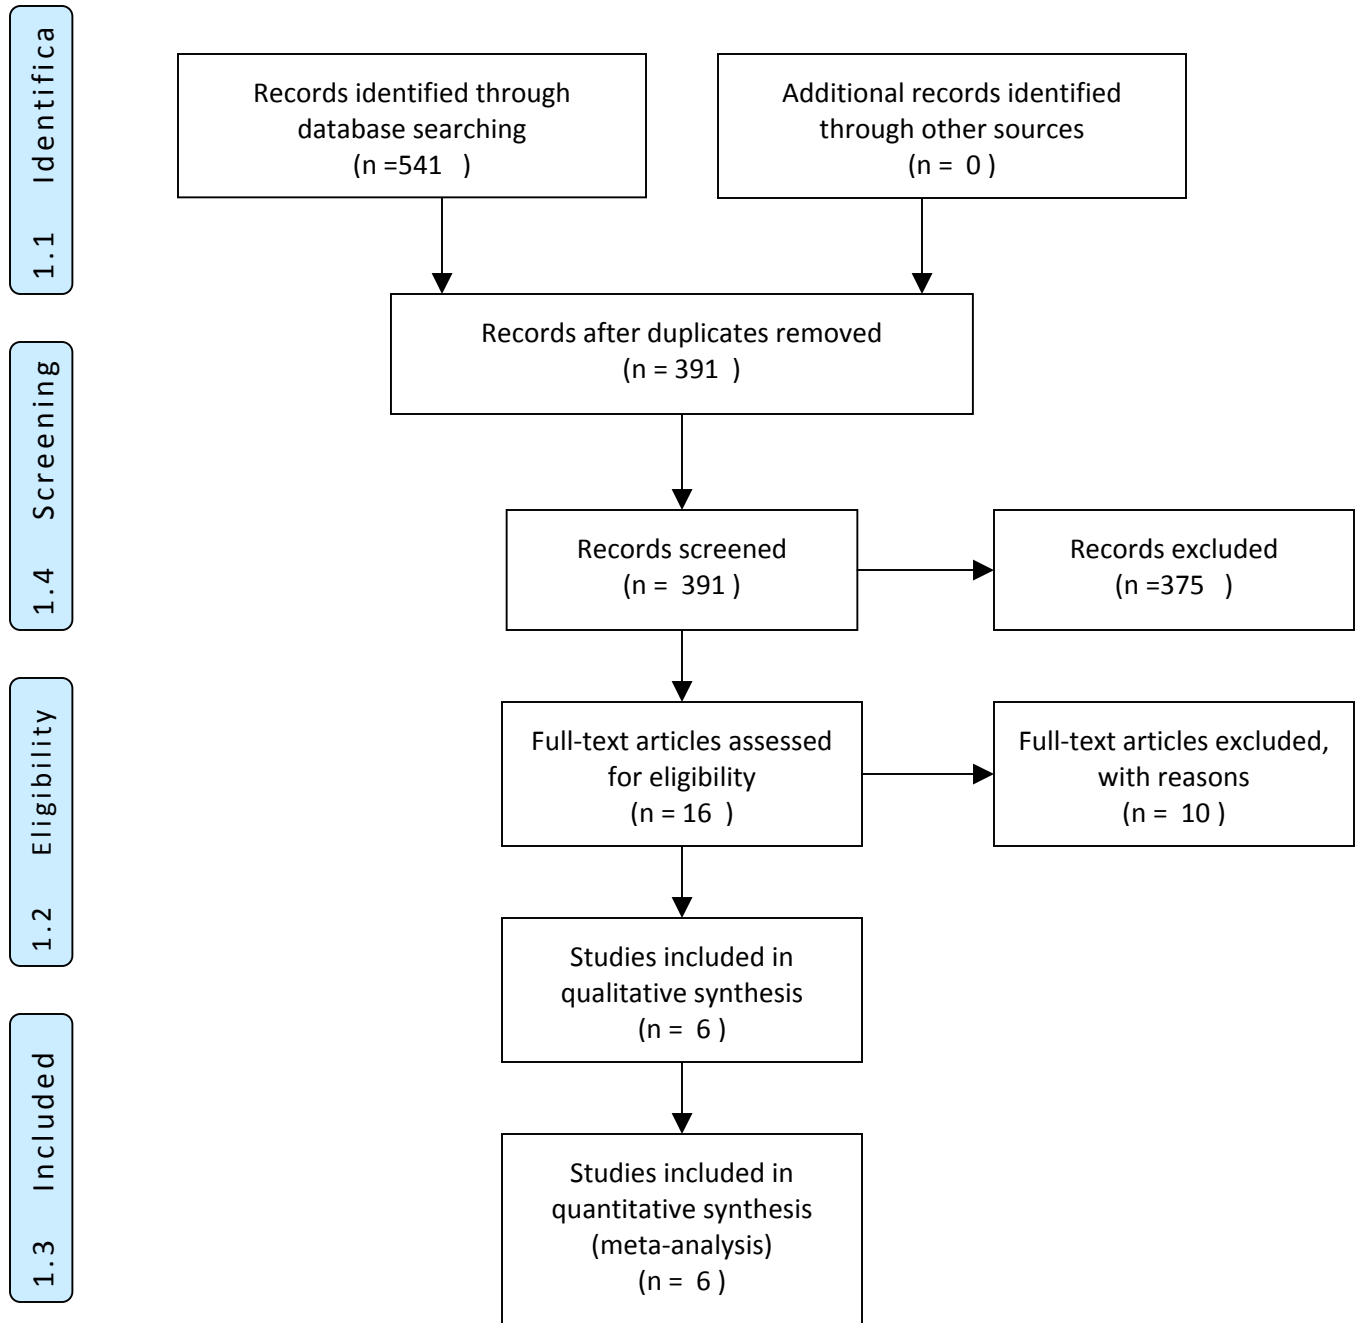 1.1 Identifica
Records identified through
database searching
(n =541 )
Additional records identified
through other sources
(n = 0 )
Records after duplicates removed
(n = 391 )
1.4 Screening
Records screened
(n = 391 )
Records excluded
(n =375 )
1.2 Eligibility
Full-text articles assessed
for eligibility
(n = 16 )
Full-text articles excluded,
with reasons
(n = 10 )
Studies included in
qualitative synthesis
(n = 6 )
1.3 Included
Studies included in
quantitative synthesis
(meta-analysis)
(n = 6 )